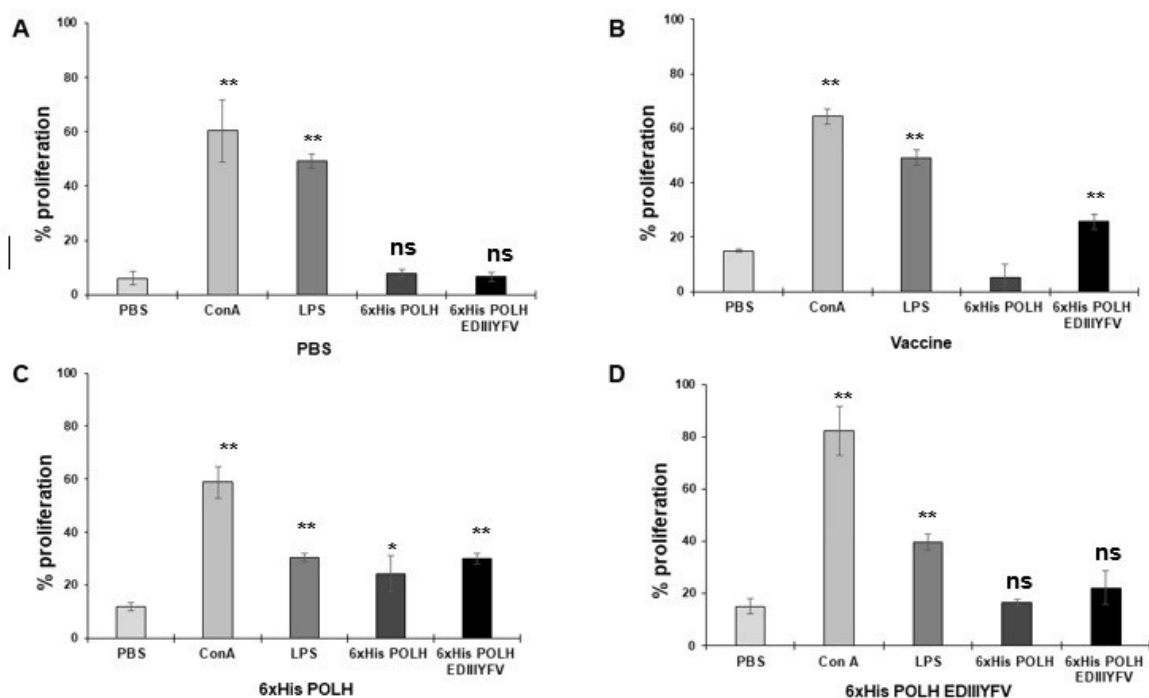 A
% proliferation
100
80
60
40
20
0
**
**
ns
ns
PBS
ConA
LPS
6xHis POLH
6xHis POLH
EDIIIYFV
PBS
B
% proliferation
100
80
60
40
20
0
**
**
**
PBS
ConA
LPS
6xHis POLH
6xHis POLH
EDIIIYFV
Vaccine
C
% proliferation
100
80
60
40
20
0
**
**
*
**
PBS
ConA
LPS
6xHis POLH
6xHis POLH
EDIIIYFV
6xHis POLH
D
% proliferation
100
80
60
40
20
0
**
**
ns
ns
PBS
Con A
LPS
6xHis POLH
6xHis POLH
EDIIIYFV
6xHis POLH EDIIIYFV